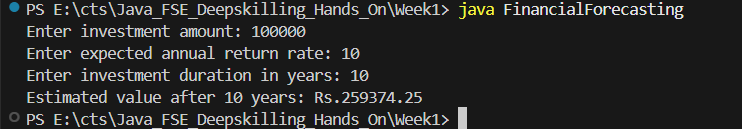 PS E:\cts\Java_FSE_Deepskilling_Hands_On\Week1> java FinancialForecasting
Enter investment amount: 100000
Enter expected annual return rate: 10
Enter investment duration in years: 10
Estimated value after 10 years: Rs.259374.25
PS E:\cts\Java_FSE_Deepskilling_Hands_On\Week1>